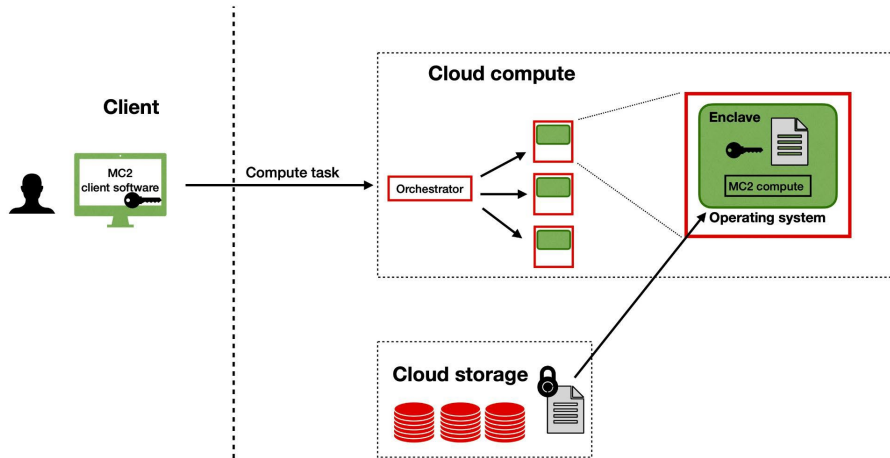 Cloud compute
Client
Enclave
MC2
client software
Compute task
Orchestrator
MC2 compute
Operating system
Cloud storage